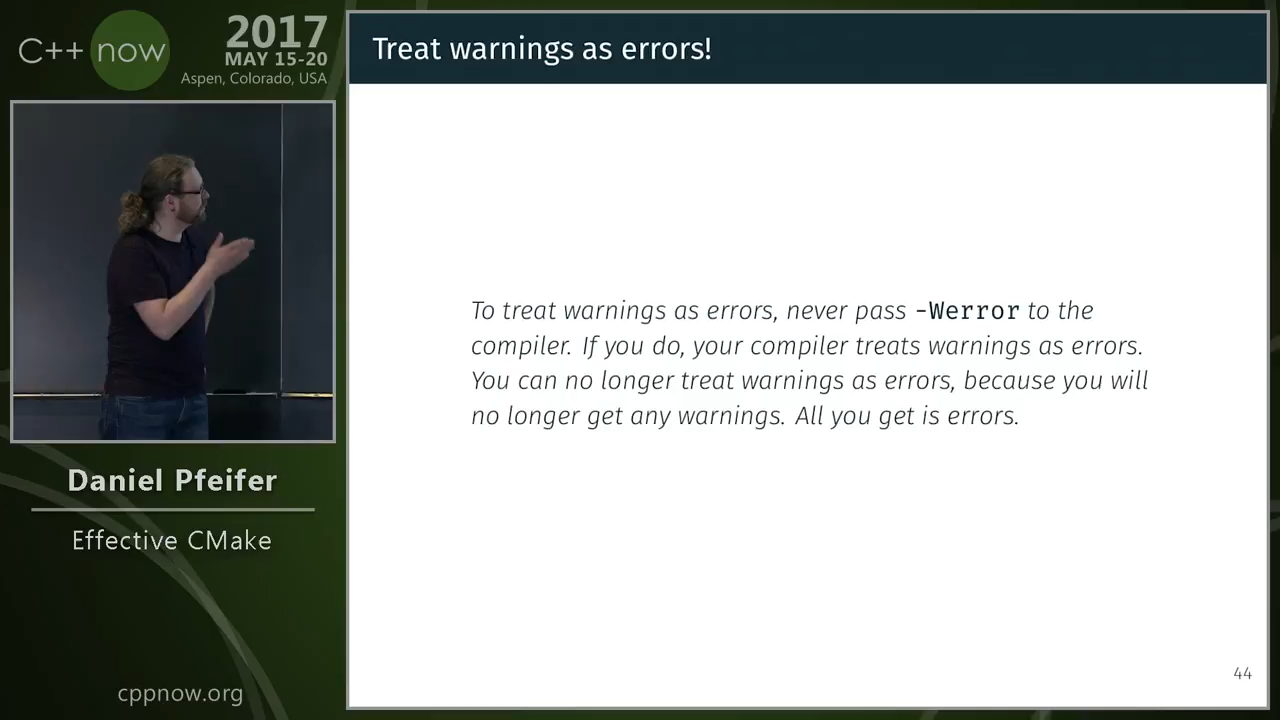 C++ now
2017
MAY 15-20
Aspen, Colorado, USA
Daniel Pfeifer
Effective CMake
cppnow.org
Treat warnings as errors!
To treat warnings as errors, never pass -Werror to the
compiler. If you do, your compiler treats warnings as errors.
You can no longer treat warnings as errors, because you will
no longer get any warnings. All you get is errors.
44